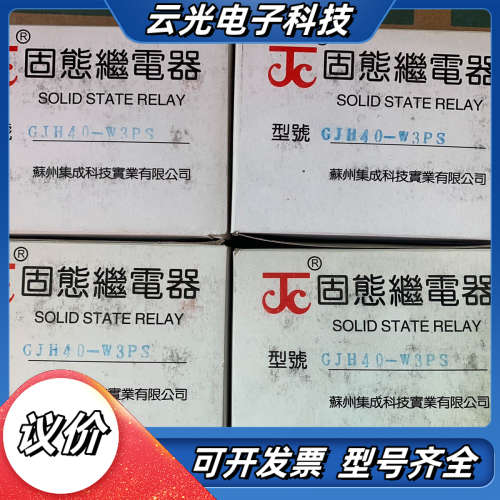 云光电子科技
® 固態繼電器
SOLID STATE RELAY
號 GJH40-W3PS
蘇州集成科技實業有限公司
® 固態繼電器
JC
SOLID STATE RELAY
型號 GJH40-W3PS
蘇州集成科技實業有限公司
® 固態繼電器
SOLID STATE RELAY
GJH40-W3PS
技實業有限公司
® 固態繼電器
JC
SOLID STATE RELAY
型號 GJH40-W3PS
蘇州集成科技實業有限
议价
可开发票 型号齐全